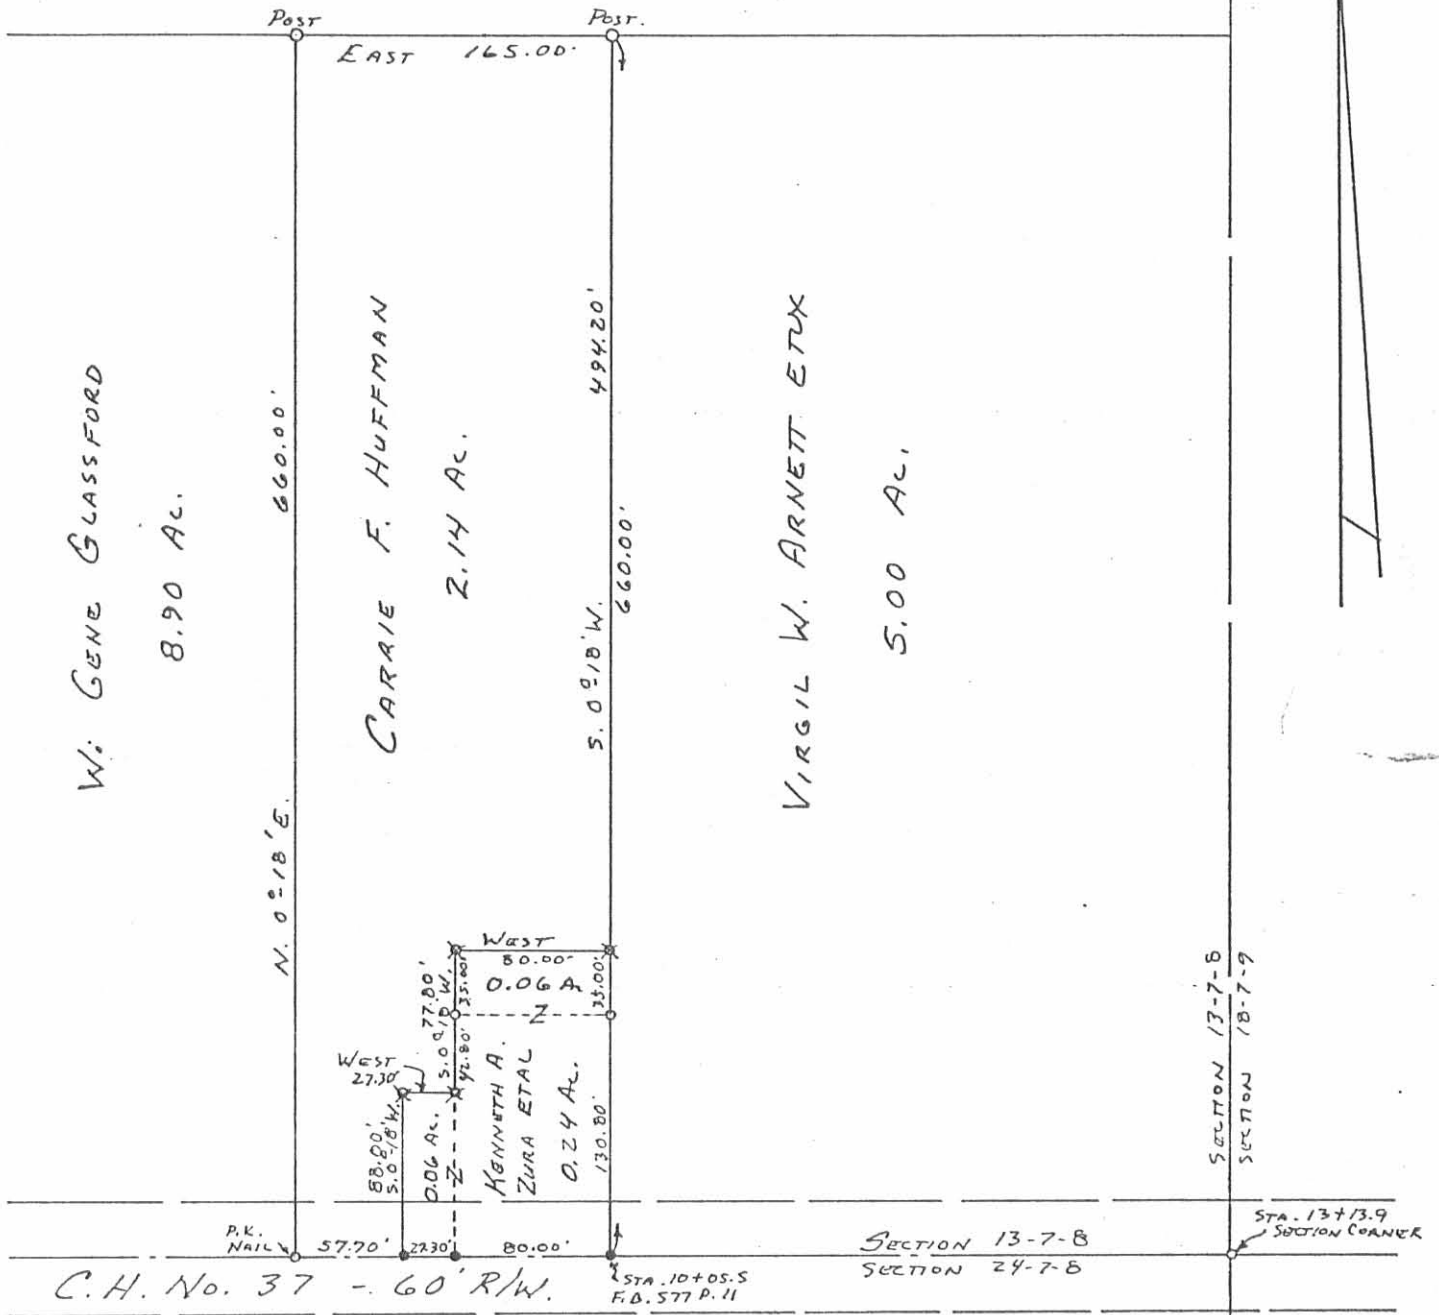 POST
POST.
EAST 165.00'
W. GENE GLASSFORD
8.90 AC.
660.00'
N. 0°-18' E.
CARRIE F. HUFFMAN
2.14 AC.
494.20'
S. 0°-18' W.
660.00'
VIRGIL W. ARNETT ETUX
5.00 AC.
WEST
80.00'
0.06 A.
35.00'
35.00'
Z
77.80'
S. 0°-18' W.
42.80'
WEST
27.30'
88.00'
S. 0°-18' W.
0.06 AC.
Z
KENNETH A.
ZURA ETAL
0.24 AC.
130.80'
SECTION 13-7-8
SECTION 18-7-9
P.K.
NAIL
57.70'
27.30'
80.00'
SECTION 13-7-8
SECTION 24-7-8
STA. 13+13.9
SECTION CORNER
C.H. No. 37 - 60' R/W.
STA. 10+05.5
F.B. 577 P. 11